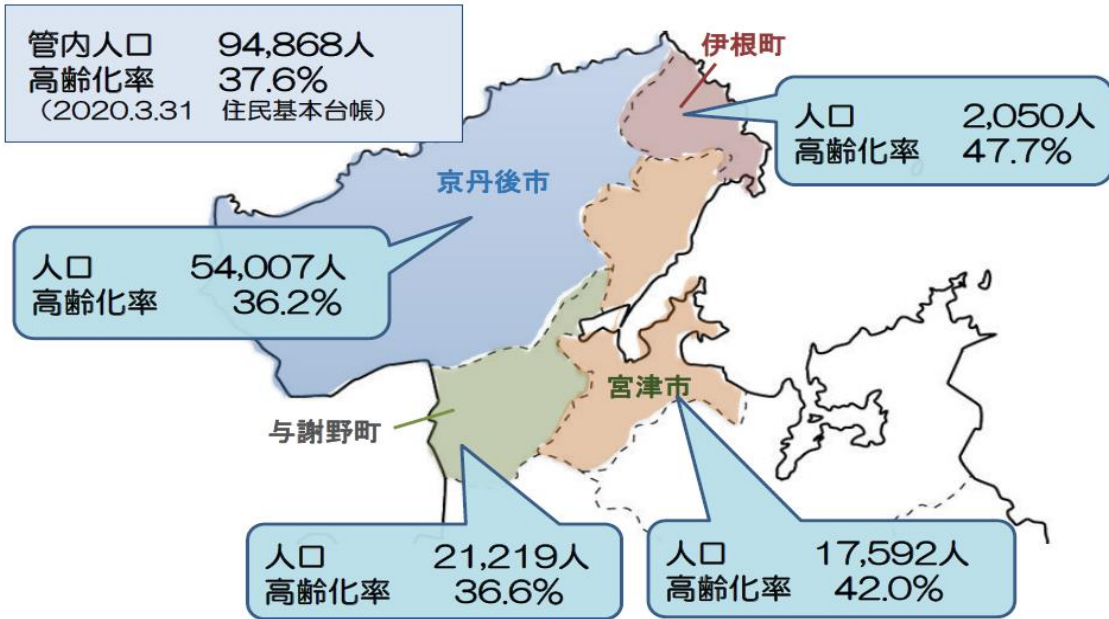 管内人口 94,868人
高齢化率 37.6%
（2020.3.31 住民基本台帳）
伊根町
人口 2,050人
高齢化率 47.7%
京丹後市
人口 54,007人
高齢化率 36.2%
宮津市
与謝野町
人口 21,219人
高齢化率 36.6%
人口 17,592人
高齢化率 42.0%